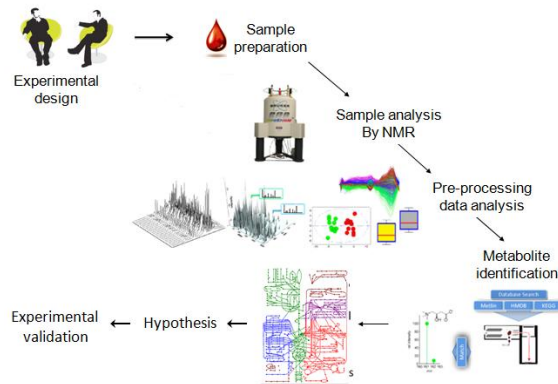 Experimental
design
Sample
preparation
Sample analysis
By NMR
Pre-processing
data analysis
Metabolite
identification
Database Search
Metlin HMDB KEGG
Match
S
Hypothesis
Experimental
validation